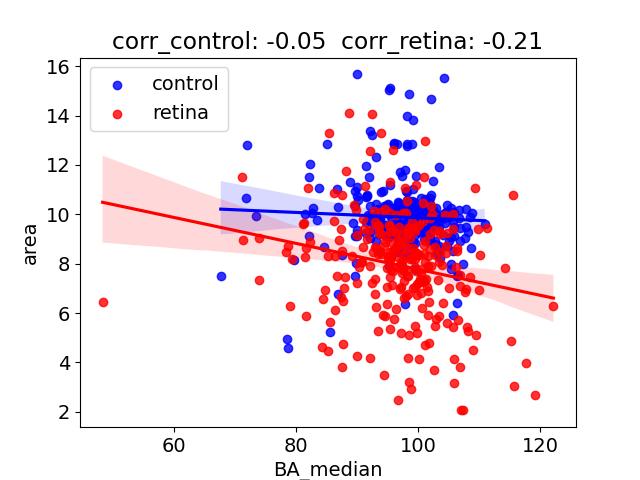 corr_control: -0.05  corr_retina: -0.21
control
retina
16
14
12
10
8
6
4
2
area
60
80
100
120
BA_median